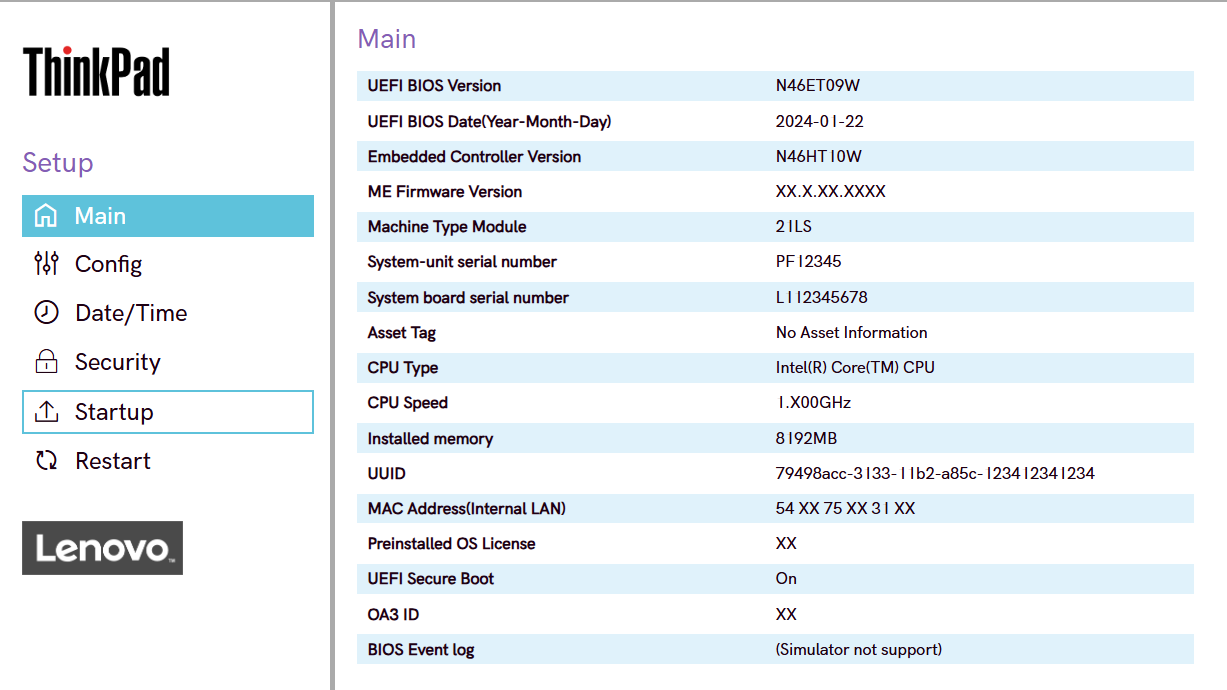 ThinkPad
Setup
Main
Config
Date/Time
Security
Startup
Restart
Lenovo™
Main
UEFI BIOS Version N46ET09W
UEFI BIOS Date(Year-Month-Day) 2024-01-22
Embedded Controller Version N46HT10W
ME Firmware Version XX.X.XX.XXXX
Machine Type Module 21LS
System-unit serial number PF12345
System board serial number L112345678
Asset Tag No Asset Information
CPU Type Intel(R) Core(TM) CPU
CPU Speed 1.X00GHz
Installed memory 8192MB
UUID 79498acc-3133-11b2-a85c-123412341234
MAC Address(Internal LAN) 54 XX 75 XX 31 XX
Preinstalled OS License XX
UEFI Secure Boot On
OA3 ID XX
BIOS Event log (Simulator not support)